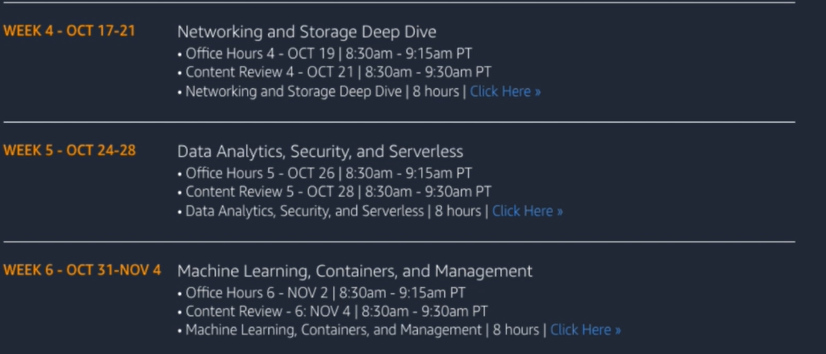 WEEK 4 - OCT 17-21 Networking and Storage Deep Dive
• Office Hours 4 - OCT 19 | 8:30am - 9:15am PT
• Content Review 4 - OCT 21 | 8:30am - 9:30am PT
• Networking and Storage Deep Dive | 8 hours | Click Here »
WEEK 5 - OCT 24-28 Data Analytics, Security, and Serverless
• Office Hours 5 - OCT 26 | 8:30am - 9:15am PT
• Content Review 5 - OCT 28 | 8:30am - 9:30am PT
• Data Analytics, Security, and Serverless | 8 hours | Click Here »
WEEK 6 - OCT 31-NOV 4 Machine Learning, Containers, and Management
• Office Hours 6 - NOV 2 | 8:30am - 9:15am PT
• Content Review - 6: NOV 4 | 8:30am - 9:30am PT
• Machine Learning, Containers, and Management | 8 hours | Click Here »